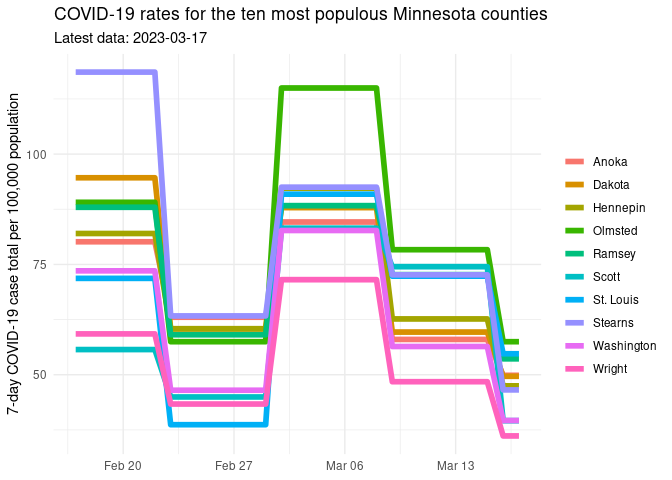 COVID-19 rates for the ten most populous Minnesota counties
Latest data: 2023-03-17
7-day COVID-19 case total per 100,000 population
100
75
50
Feb 20
Feb 27
Mar 06
Mar 13
Anoka
Dakota
Hennepin
Olmsted
Ramsey
Scott
St. Louis
Stearns
Washington
Wright